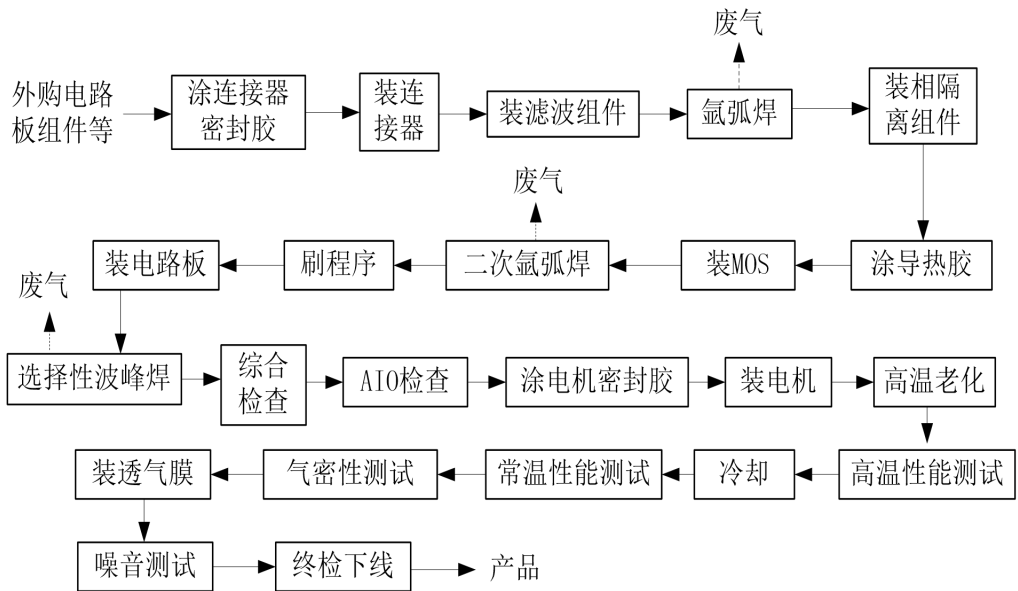 废气
外购电路
板组件等
涂连接器
密封胶
装连
接器
装滤波组件
氩弧焊
装相隔
离组件
废气
装电路板
刷程序
二次氩弧焊
装MOS
涂导热胶
废气
选择性波峰焊
综合
检查
AIO检查
涂电机密封胶
装电机
高温老化
装透气膜
气密性测试
常温性能测试
冷却
高温性能测试
噪音测试
终检下线
产品